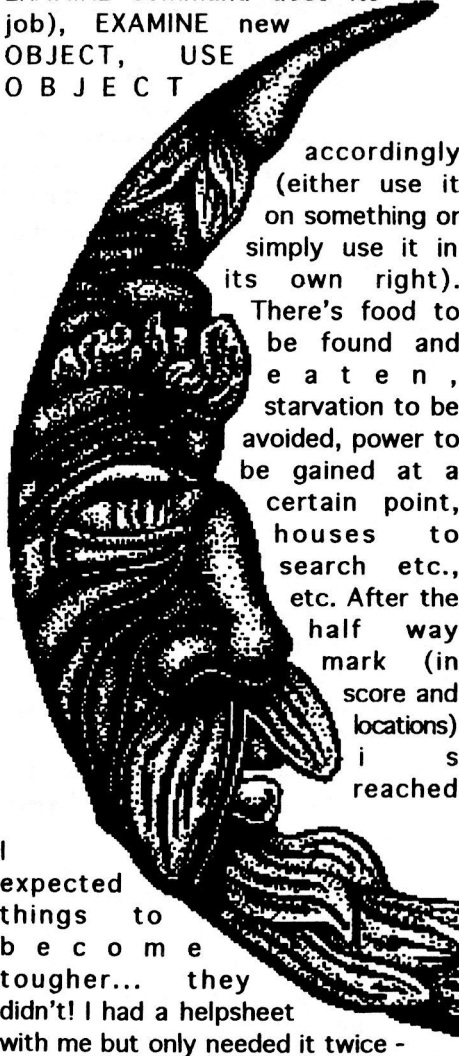 job), EXAMINE new
OBJECT, USE
O B J E C T
accordingly
(either use it
on something or
simply use it in
its own right).
There's food to
be found and
e a t e n ,
starvation to be
avoided, power to
be gained at a
certain point,
houses to
search etc.,
etc. After the
half way
mark (in
score and
locations)
i s
reached
I
expected
things to
b e c o m e
tougher... they
didn't! I had a helpsheet
with me but only needed it twice -